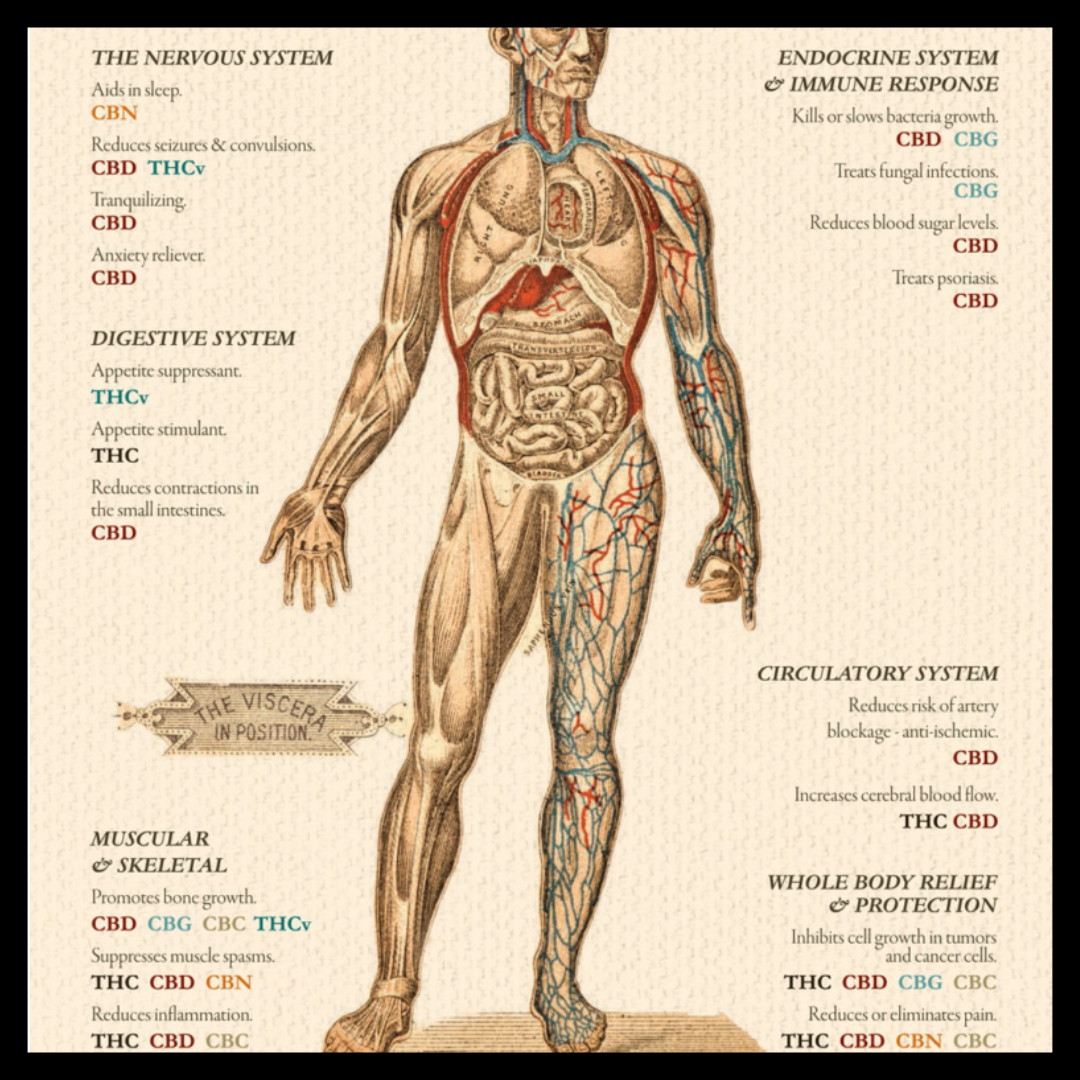 THE NERVOUS SYSTEM
Aids in sleep.
CBN
Reduces seizures & convulsions.
CBD THCv
Tranquilizing.
CBD
Anxiety reliever.
CBD
DIGESTIVE SYSTEM
Appetite suppressant.
THCv
Appetite stimulant.
THC
Reduces contractions in
the small intestines.
CBD
THE VISCERA
IN POSITION.
MUSCULAR
& SKELETAL
Promotes bone growth.
CBD CBG CBC THCv
Suppresses muscle spasms.
THC CBD CBN
Reduces inflammation.
THC CBD CBC
RIGHT LUNG
HEART
PERICARDIUM
LEFT LUNG
STOMACH
TRANSVERSE COLON
SMALL
INTESTINE
BLADDER
ENDOCRINE SYSTEM
& IMMUNE RESPONSE
Kills or slows bacteria growth.
CBD CBG
Treats fungal infections.
CBG
Reduces blood sugar levels.
CBD
Treats psoriasis.
CBD
CIRCULATORY SYSTEM
Reduces risk of artery
blockage - anti-ischemic.
CBD
Increases cerebral blood flow.
THC CBD
WHOLE BODY RELIEF
& PROTECTION
Inhibits cell growth in tumors
and cancer cells.
THC CBD CBG CBC
Reduces or eliminates pain.
THC CBD CBN CBC